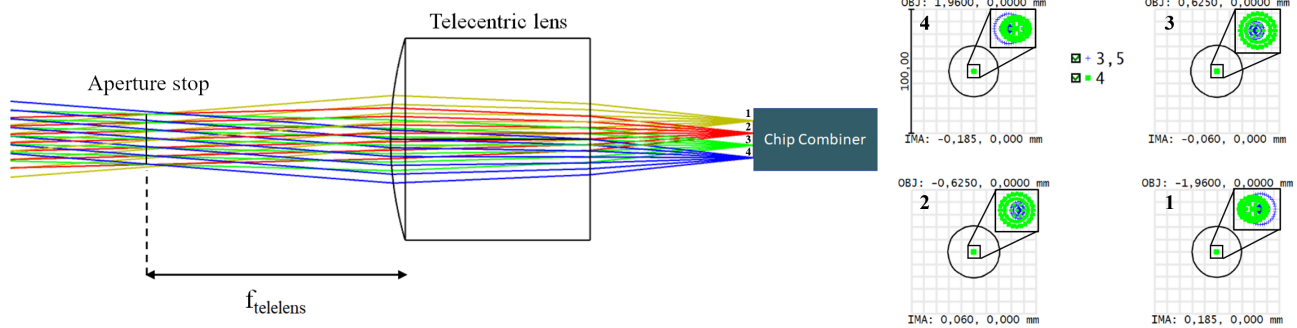 Telecentric lens
Aperture stop
f telelens
1
2
3
4
Chip Combiner
OBJ: 1,9600, 0,0000 mm
4
100,00
IMA: -0,185, 0,000 mm
+ 3,5
4
OBJ: 0,6250, 0,0000 mm
3
IMA: -0,060, 0,000 mm
OBJ: -0,6250, 0,0000 mm
2
IMA: 0,060, 0,000 mm
OBJ: -1,9600, 0,0000 mm
1
IMA: 0,185, 0,000 mm